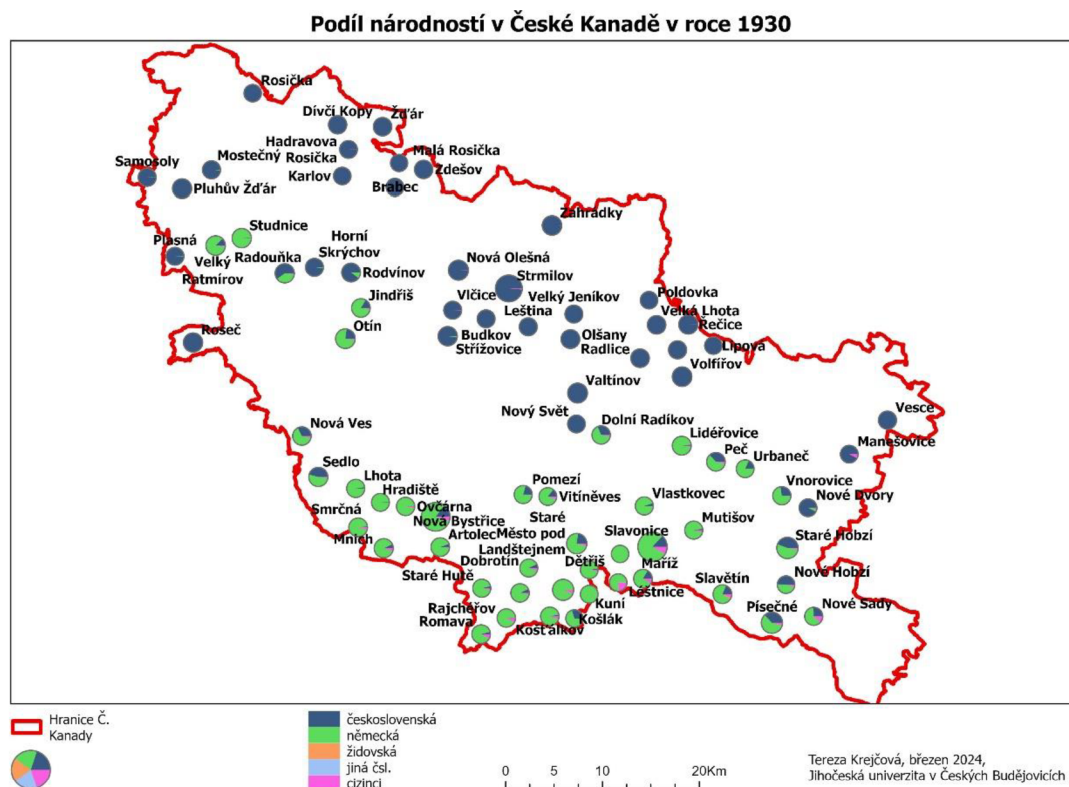 Podíl národností v České Kanadě v roce 1930
Rosička
Dívčí Kopy
Žďár
Hadravova
Rosička
Malá Rosička
Mostečný
Samosoly
Karlov
Zdešov
Pluhův Žďár
Brabec
Zahrádky
Studnice
Plasná
Horní
Skrýchov
Nová Olešná
Velký
Ratmírov
Radouňka
Rodvínov
Strmilov
Poldovka
Jindřiš
Vlčice
Velký Jeníkov
Velká Lhota
Leština
Řečice
Otín
Budkov
Olšany
Roseč
Střížovice
Radlice
Lipová
Volfířov
Valtínov
Nový Svět
Vesce
Nová Ves
Dolní Radíkov
Lidéřovice
Manešovice
Peč
Urbaneč
Sedlo
Lhota
Pomezí
Vnorovice
Hradiště
Vitíněves
Vlastkovec
Nové Dvory
Smrčná
Ovčárna
Nová Bystřice
Staré
Město pod
Landštejnem
Slavonice
Mutišov
Artolec
Staré Hobzí
Mnich
Dobrotín
Dětřiš
Maříž
Staré Hutě
Slavětín
Nové Hobzí
Léštnice
Kuní
Rajchéřov
Písečné
Nové Sady
Romava
Košťálkov
Košlák
Hranice Č.
Kanady
československá
německá
židovská
jiná čsl.
cizinci
0 5 10 20Km
Tereza Krejčová, březen 2024,
Jihočeská univerzita v Českých Budějovicích